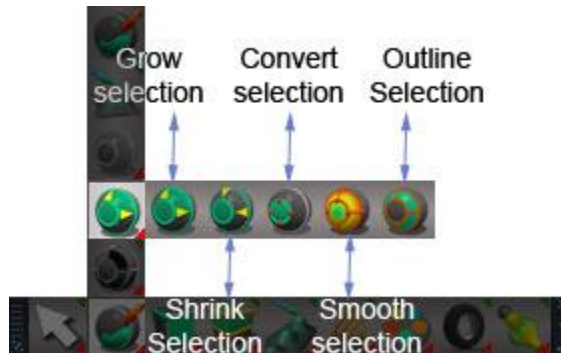 Grow
selection
Convert
selection
Outline
Selection
Shrink
Selection
Smooth
selection